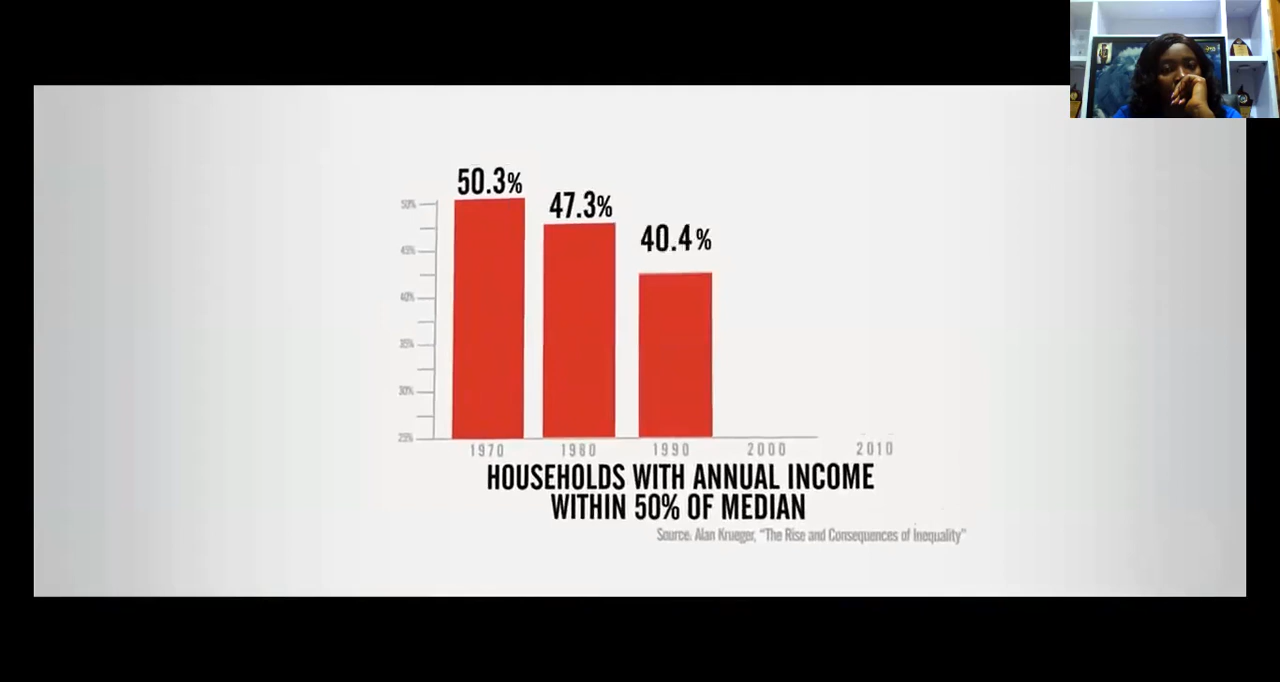 50.3%
47.3%
40.4%
50%
45%
40%
35%
30%
25%
1970 1980 1990 2000 2010
HOUSEHOLDS WITH ANNUAL INCOME
WITHIN 50% OF MEDIAN
Source: Alan Krueger, "The Rise and Consequences of Inequality"